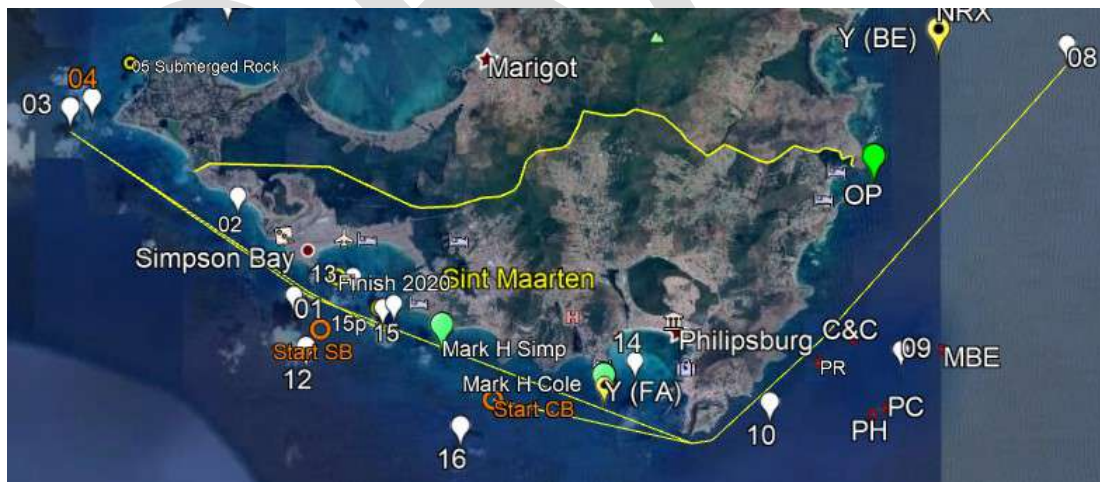 NRX
Y (BE)
08
05 Submerged Rock
04
Marigot
03
OP
02
Simpson Bay
13
Finish 2020
Sint Maarten
01
15p
15
Start SB
12
Mark H Simp
14
Philipsburg
C&C
09
MBE
PR
Mark H Cole
Y (FA)
Start CB
10
PC
PH
16
H